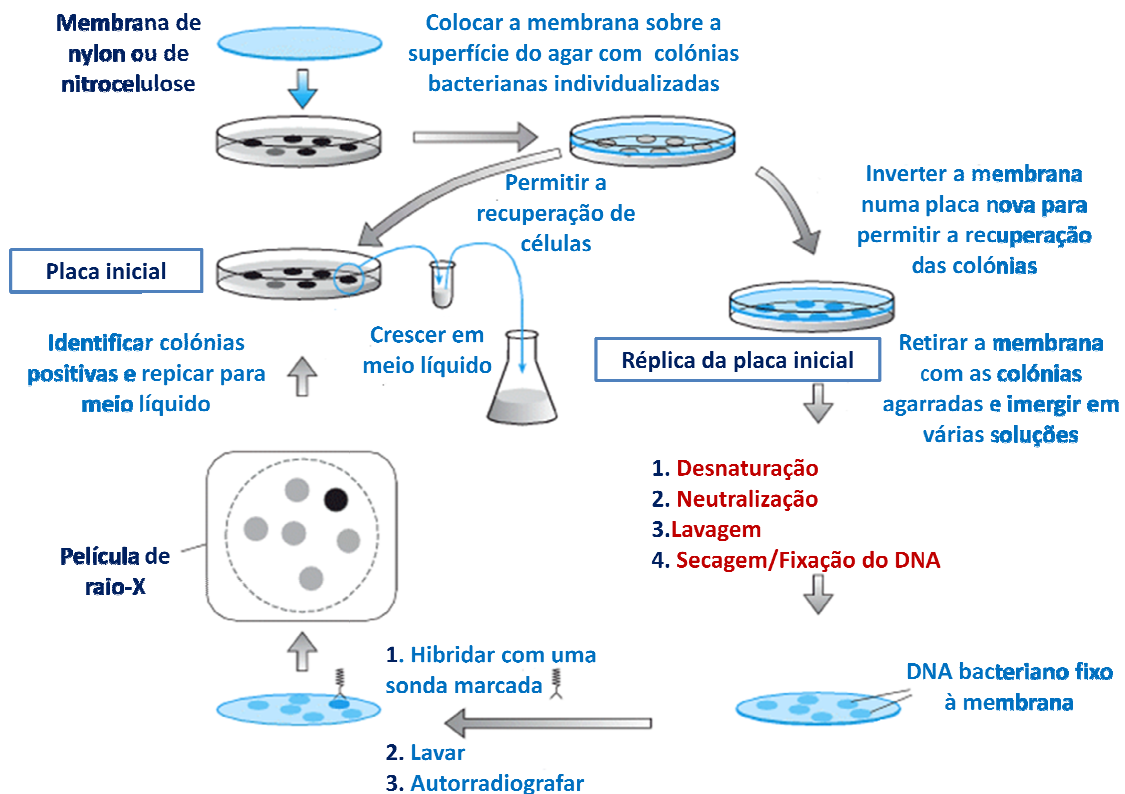 Membrana de
nylon ou de
nitrocelulose
Colocar a membrana sobre a
superfície do agar com colónias
bacterianas individualizadas
Permitir a
recuperação de
células
Inverter a membrana
numa placa nova para
permitir a recuperação
das colónias
Placa inicial
Crescer em
meio líquido
Identificar colónias
positivas e repicar para
meio líquido
Réplica da placa inicial
Retirar a membrana
com as colónias
agarradas e imergir em
várias soluções
1. Desnaturação
2. Neutralização
3.Lavagem
4. Secagem/Fixação do DNA
Película de
raio-X
1. Hibridar com uma
sonda marcada
DNA bacteriano fixo
à membrana
2. Lavar
3. Autorradiografar